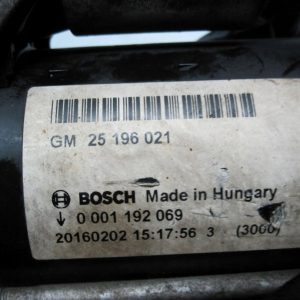 GM 25 196 021
BOSCH Made in Hungary
0 001 192 069
20160202 15:17:56 3 (3000)